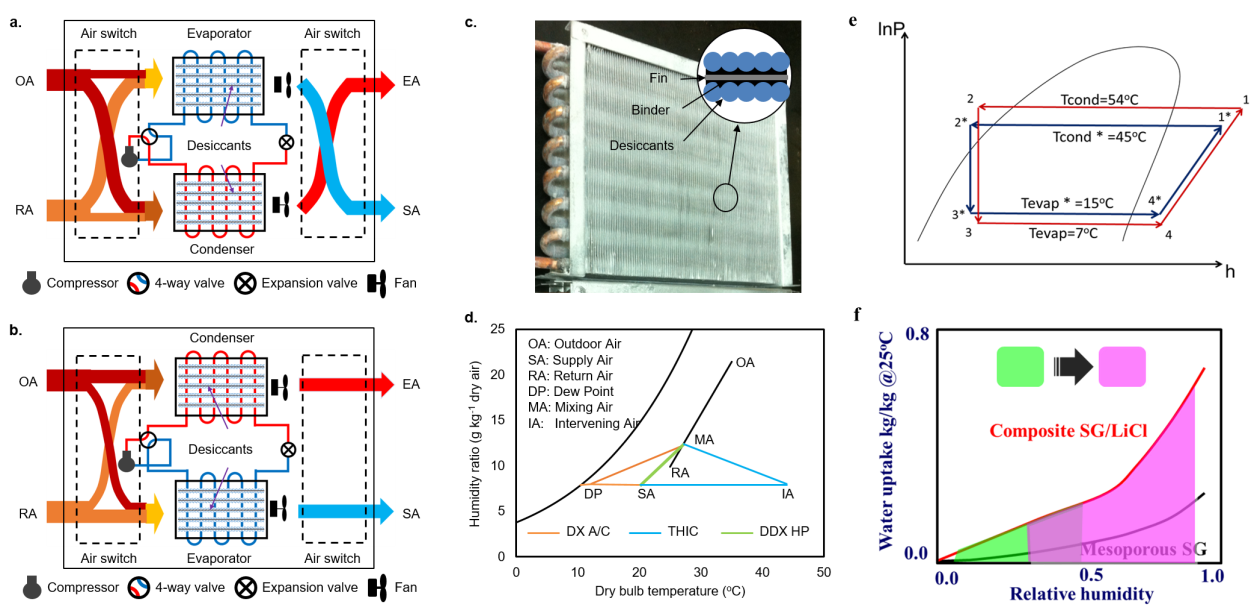 a.
Air switch
Evaporator
Air switch
OA
EA
Desiccants
RA
SA
Condenser
Compressor
4-way valve
Expansion valve
Fan
b.
Condenser
OA
EA
Desiccants
RA
SA
Air switch
Evaporator
Air switch
Compressor
4-way valve
Expansion valve
Fan
c.
Fin
Binder
Desiccants
d.
Humidity ratio (g kg⁻¹ dry air)
25
20
15
10
5
0
OA: Outdoor Air
SA: Supply Air
RA: Return Air
DP: Dew Point
MA: Mixing Air
IA: Intervening Air
OA
MA
RA
DP
SA
IA
DX A/C
THIC
DDX HP
0
10
20
30
40
50
Dry bulb temperature (ºC)
e
lnP
2
Tcond=54ºC
1
2*
Tcond * =45ºC
1*
3*
Tevap * =15ºC
4*
3
Tevap=7ºC
4
h
f
Water uptake kg/kg @25ºC
0.8
0.0
Composite SG/LiCl
Mesoporous SG
0.0
0.5
1.0
Relative humidity